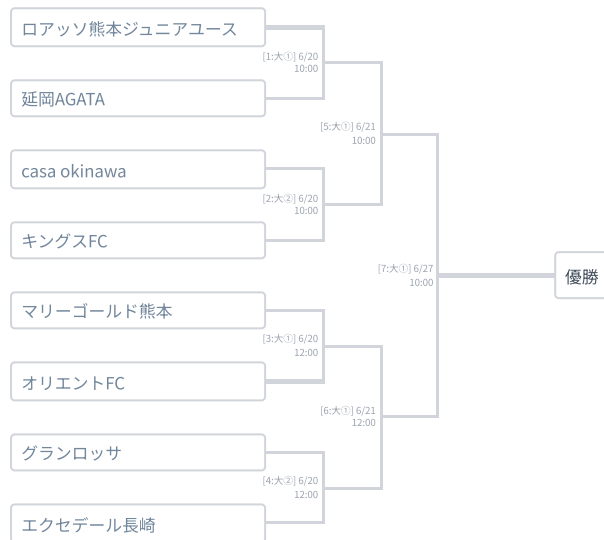 ロアッソ熊本ジュニアユース
[1:大①] 6/20
10:00
延岡AGATA
[5:大①] 6/21
10:00
casa okinawa
[2:大②] 6/20
10:00
キングスFC
[7:大①] 6/27
10:00
優勝
マリーゴールド熊本
[3:大①] 6/20
12:00
オリエントFC
[6:大①] 6/21
12:00
グランロッサ
[4:大②] 6/20
12:00
エクセデール長崎